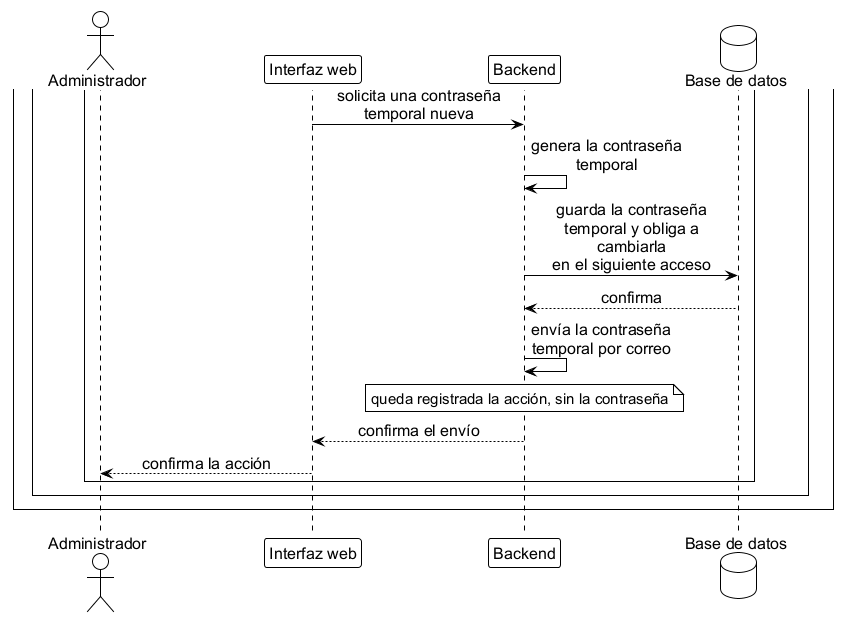 Administrador
Interfaz web
Backend
Base de datos
solicita una contraseña
temporal nueva
genera la contraseña
temporal
guarda la contraseña
temporal y obliga a
cambiarla
en el siguiente acceso
confirma
envía la contraseña
temporal por correo
queda registrada la acción, sin la contraseña
confirma el envío
confirma la acción
Administrador
Interfaz web
Backend
Base de datos